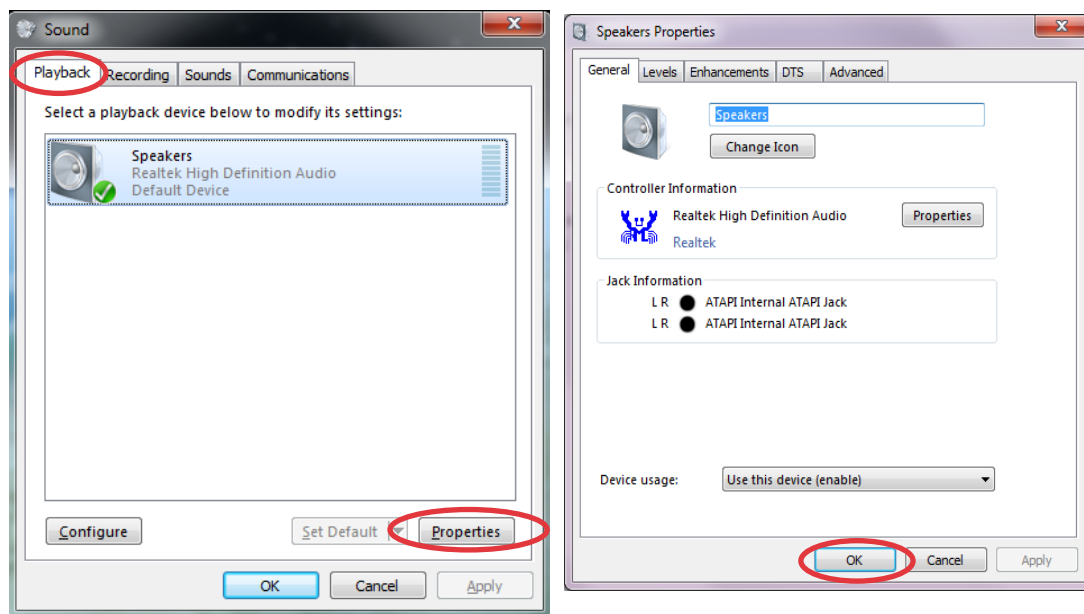 Sound
Playback Recording Sounds Communications
Select a playback device below to modify its settings:
Speakers
Realtek High Definition Audio
Default Device
Configure Set Default Properties
OK Cancel Apply
Speakers Properties
General Levels Enhancements DTS Advanced
Speakers
Change Icon
Controller Information
Realtek High Definition Audio Properties
Realtek
Jack Information
L R ATAPI Internal ATAPI Jack
L R ATAPI Internal ATAPI Jack
Device usage: Use this device (enable)
OK Cancel Apply